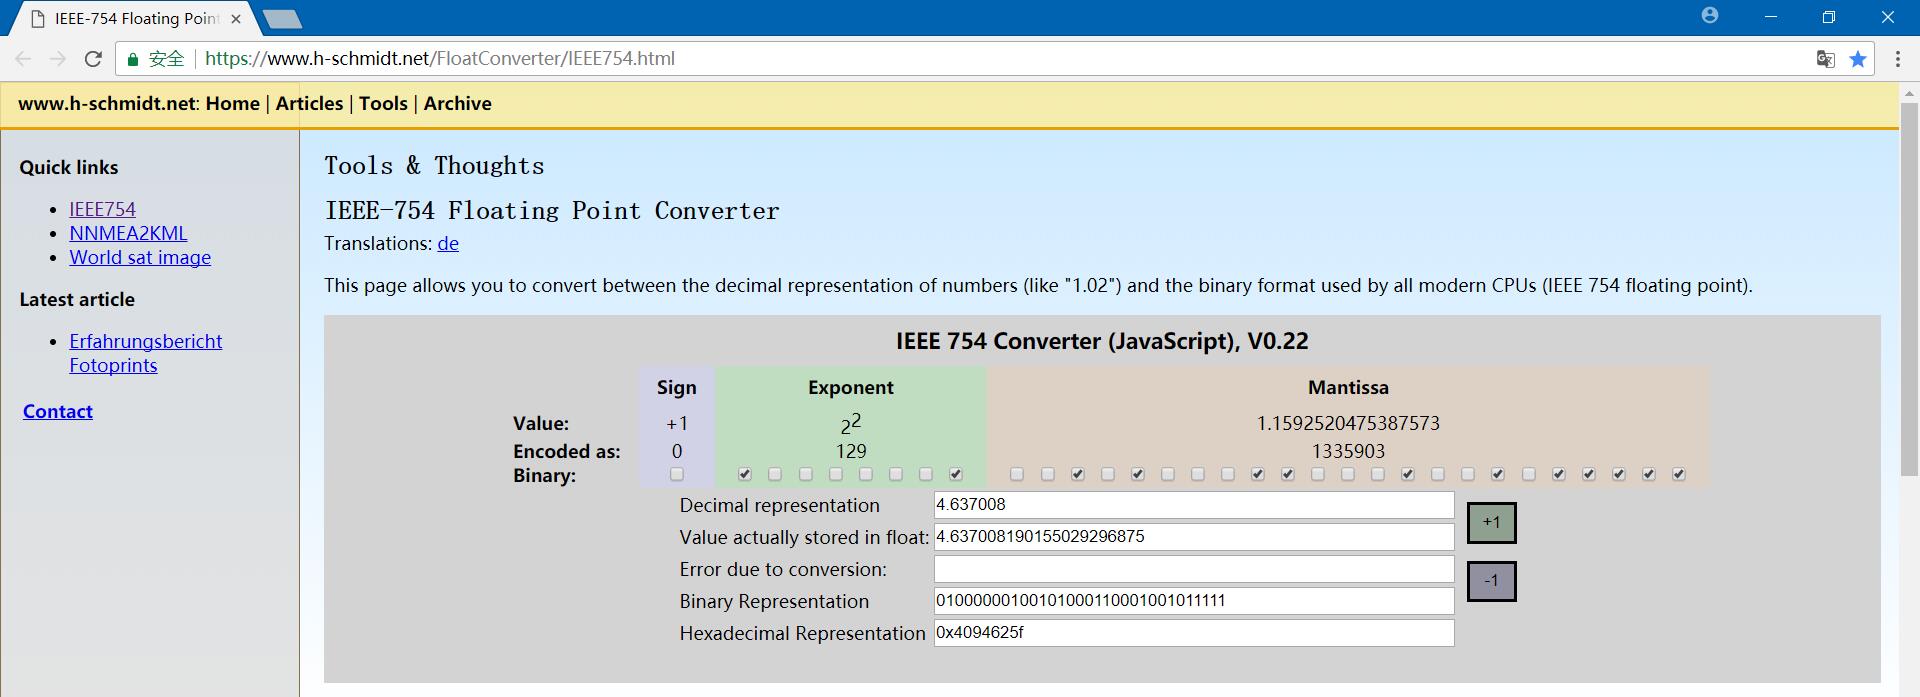 IEEE-754 Floating Poin
安全 https://www.h-schmidt.net/FloatConverter/IEEE754.html
www.h-schmidt.net: Home | Articles | Tools | Archive
Quick links
IEEE754
NNMEA2KML
World sat image
Latest article
Erfahrungsbericht
Fotoprints
Contact
Tools & Thoughts
IEEE-754 Floating Point Converter
Translations: de
This page allows you to convert between the decimal representation of numbers (like "1.02") and the binary format used by all modern CPUs (IEEE 754 floating point).
IEEE 754 Converter (JavaScript), V0.22
Sign Exponent Mantissa
Value: +1 2^2 1.1592520475387573
Encoded as: 0 129 1335903
Binary:
Decimal representation 4.637008
Value actually stored in float: 4.637008190155029296875
Error due to conversion:
Binary Representation 01000000100101000110001001011111
Hexadecimal Representation 0x4094625f
+1
-1